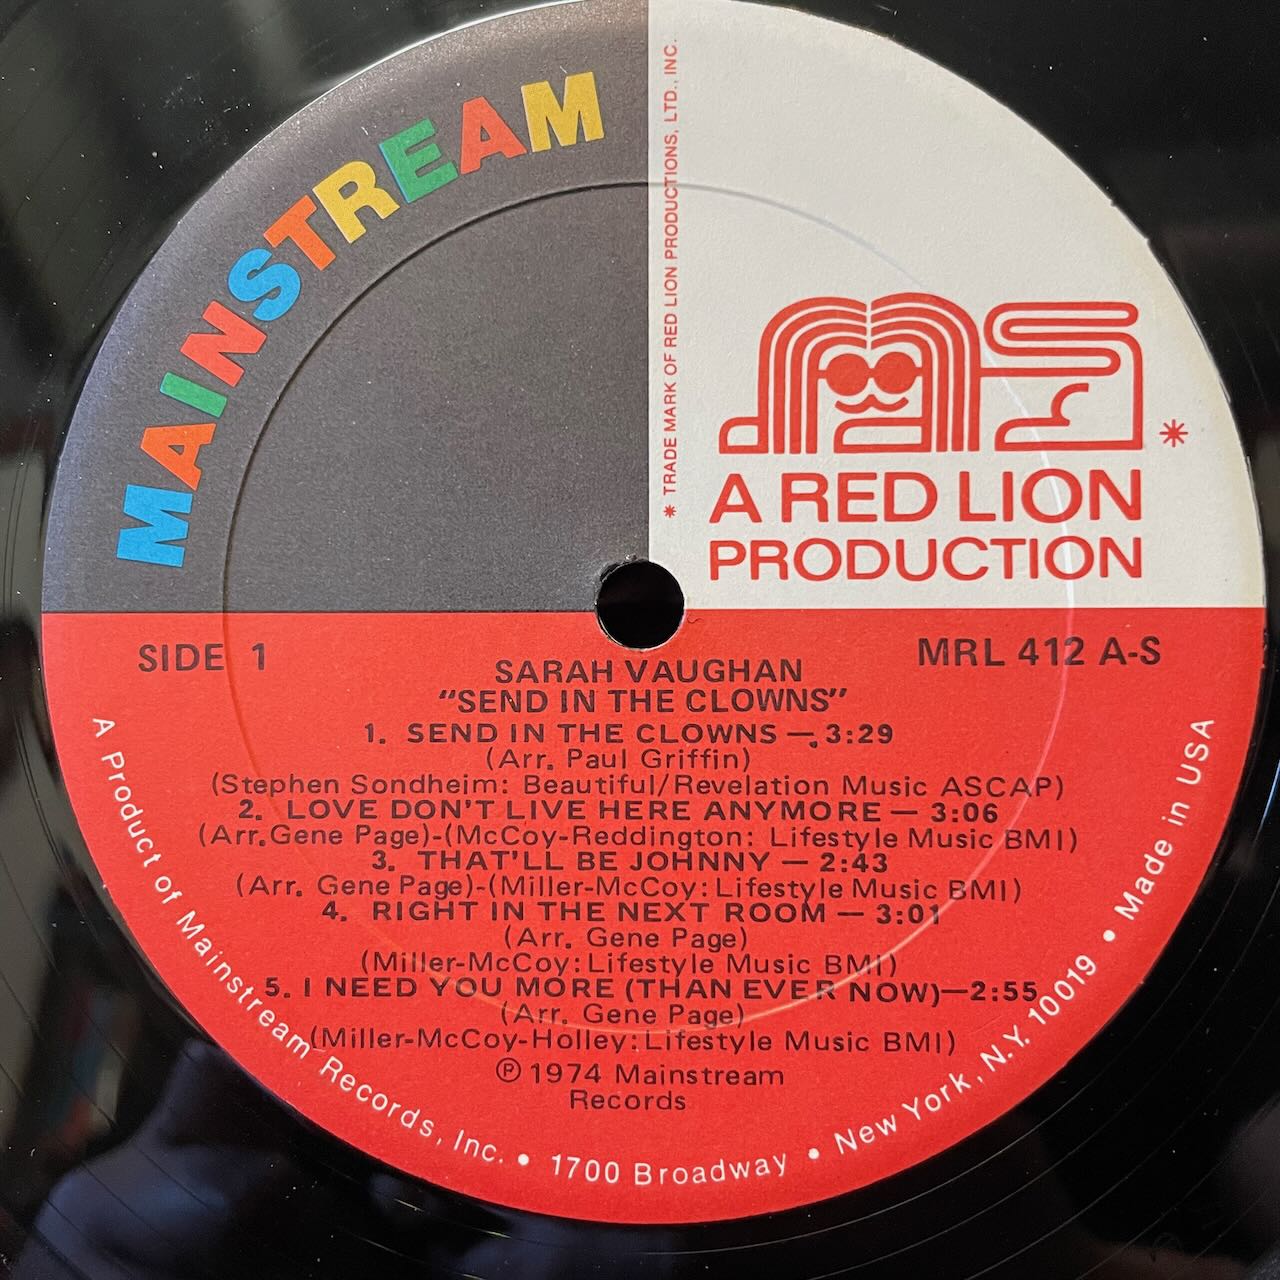 MAINSTREAM
* TRADE MARK OF RED LION PRODUCTIONS, LTD., INC.
*
A RED LION
PRODUCTION
SIDE 1
MRL 412 A-S
SARAH VAUGHAN
"SEND IN THE CLOWNS"
1. SEND IN THE CLOWNS — 3:29
(Arr. Paul Griffin)
(Stephen Sondheim: Beautiful/Revelation Music ASCAP)
2. LOVE DON'T LIVE HERE ANYMORE — 3:06
(Arr. Gene Page)-(McCoy-Reddington: Lifestyle Music BMI)
3. THAT'LL BE JOHNNY — 2:43
(Arr. Gene Page)-(Miller-McCoy: Lifestyle Music BMI)
4. RIGHT IN THE NEXT ROOM — 3:01
(Arr. Gene Page)
(Miller-McCoy: Lifestyle Music BMI)
5. I NEED YOU MORE (THAN EVER NOW)—2:55
(Arr. Gene Page)
(Miller-McCoy-Holley: Lifestyle Music BMI)
℗ 1974 Mainstream
Records
A Product of Mainstream Records, Inc. • 1700 Broadway • New York, N.Y. 10019 • Made in USA